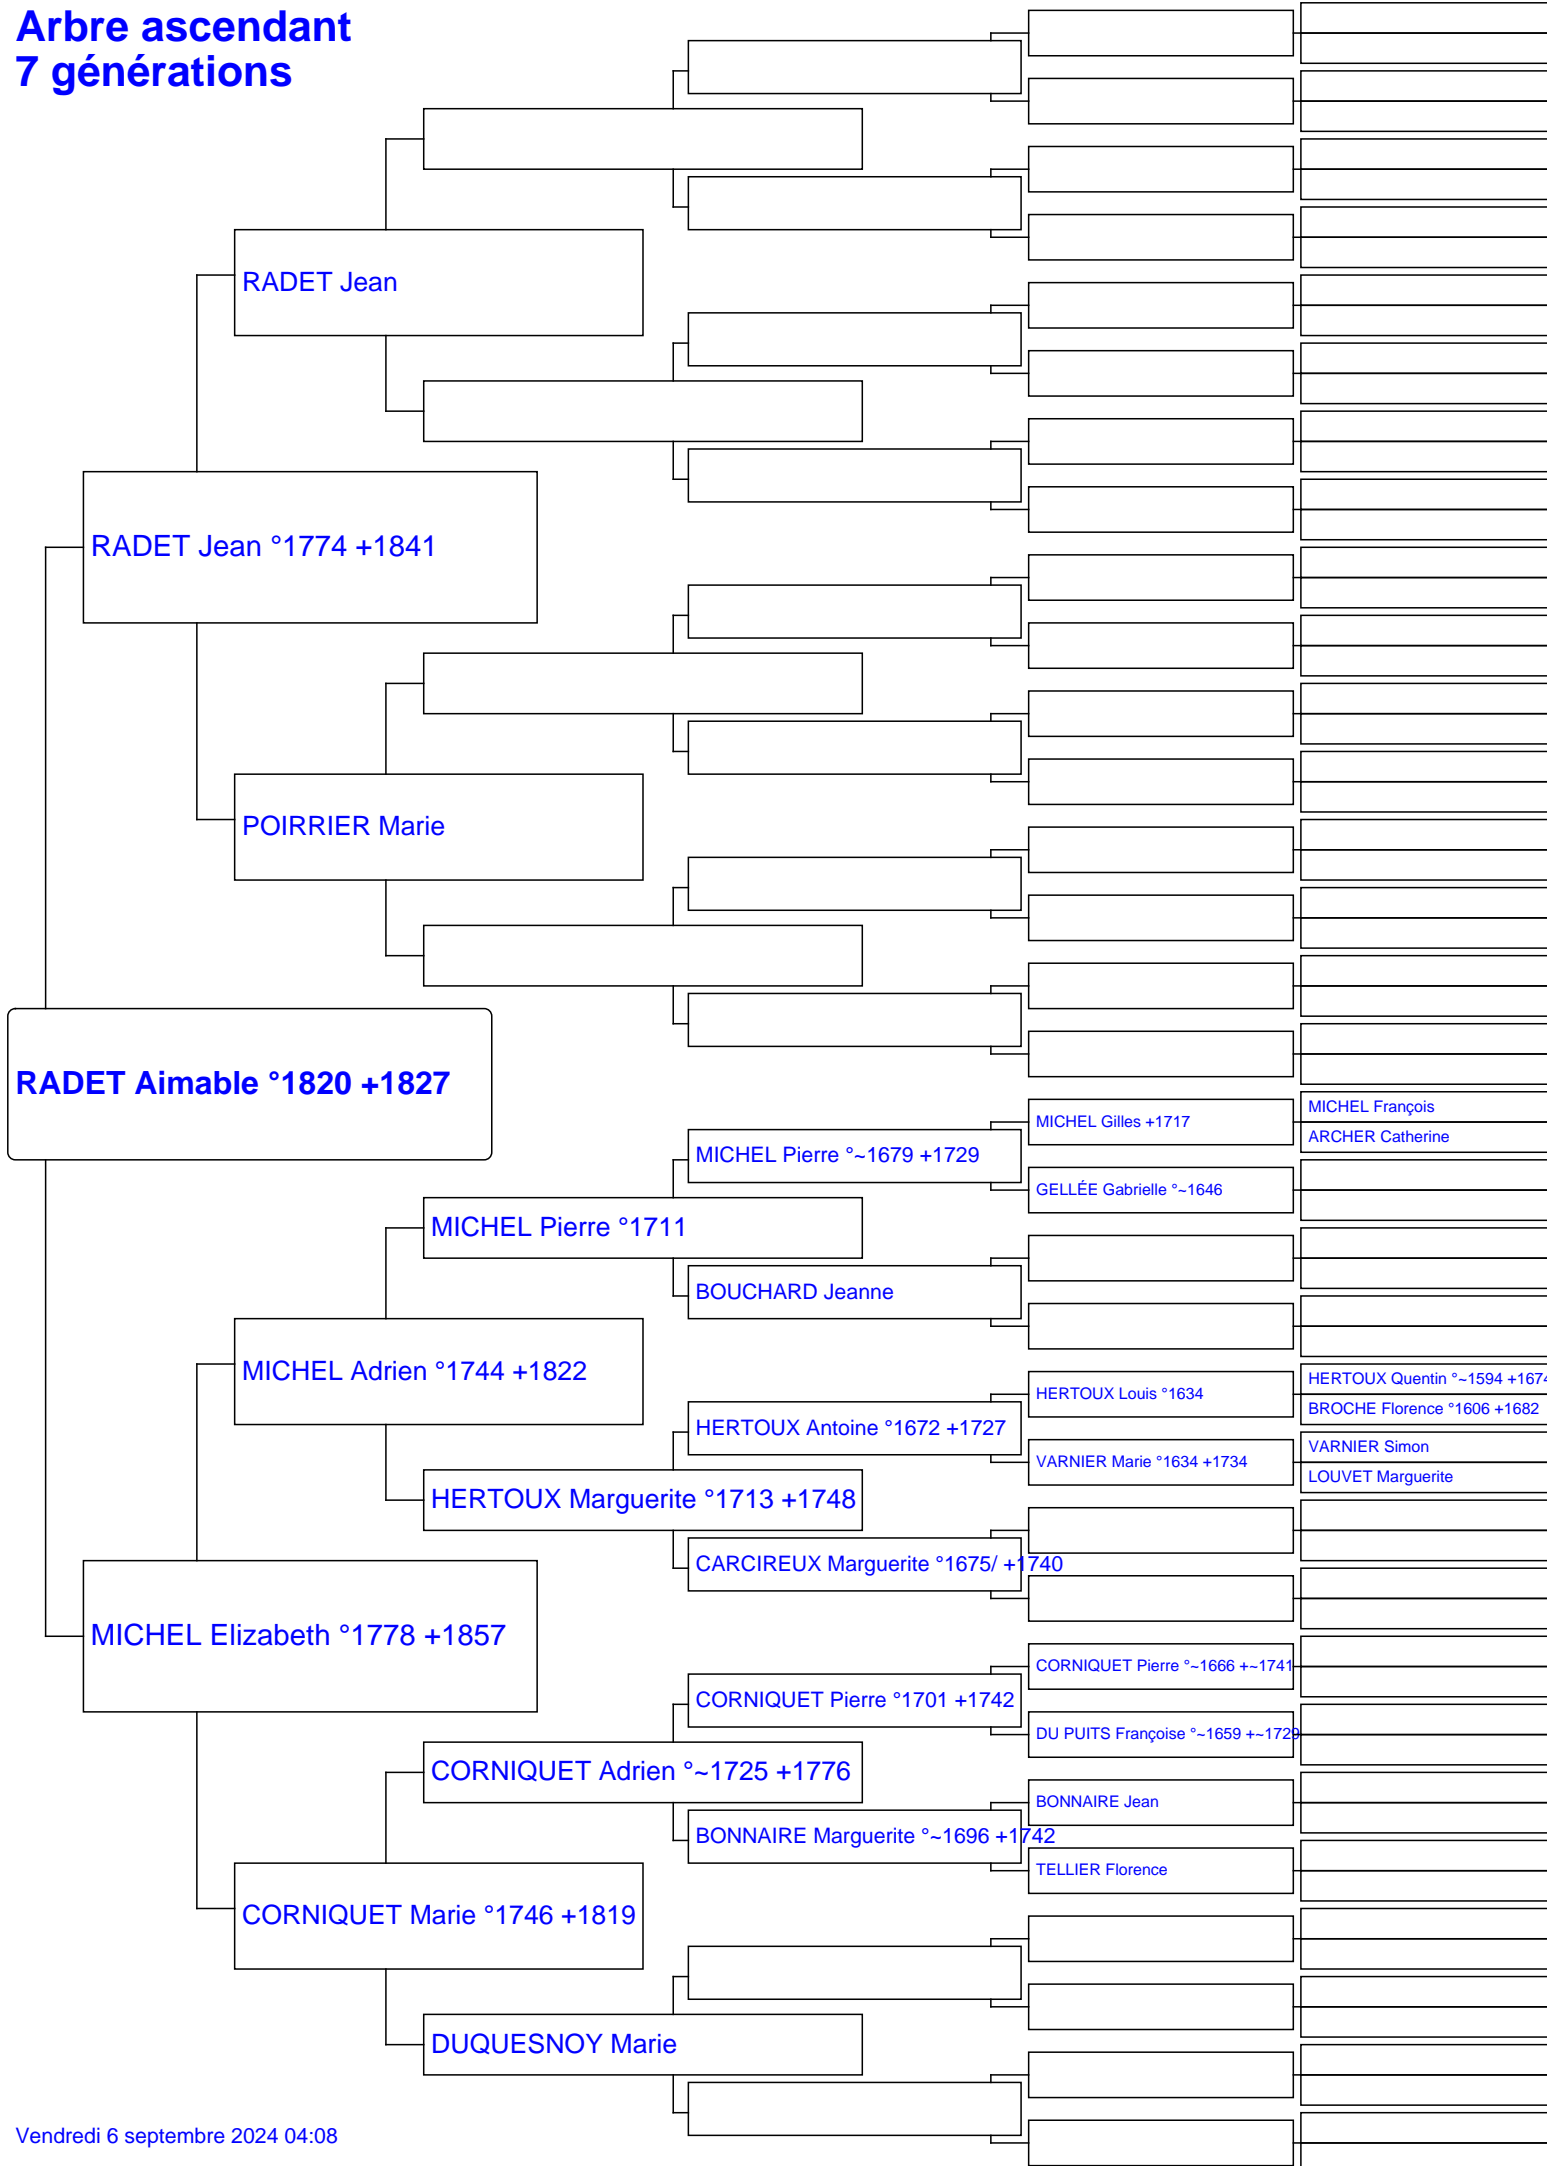 Arbre ascendant
7 générations
RADET Jean
RADET Jean °1774 +1841
POIRRIER Marie
RADET Aimable °1820 +1827
MICHEL François
MICHEL Gilles +1717
ARCHER Catherine
MICHEL Pierre °~1679 +1729
GELLÉE Gabrielle °~1646
MICHEL Pierre °1711
BOUCHARD Jeanne
MICHEL Adrien °1744 +1822
HERTOUX Quentin °~1594 +1674
HERTOUX Louis °1634
BROCHE Florence °1606 +1682
HERTOUX Antoine °1672 +1727
VARNIER Simon
VARNIER Marie °1634 +1734
LOUVET Marguerite
HERTOUX Marguerite °1713 +1748
CARCIREUX Marguerite °1675/ +1740
MICHEL Elizabeth °1778 +1857
CORNIQUET Pierre °~1666 +~1741
CORNIQUET Pierre °1701 +1742
DU PUITS Françoise °~1659 +~1729
CORNIQUET Adrien °~1725 +1776
BONNAIRE Jean
BONNAIRE Marguerite °~1696 +1742
TELLIER Florence
CORNIQUET Marie °1746 +1819
DUQUESNOY Marie
Vendredi 6 septembre 2024 04:08